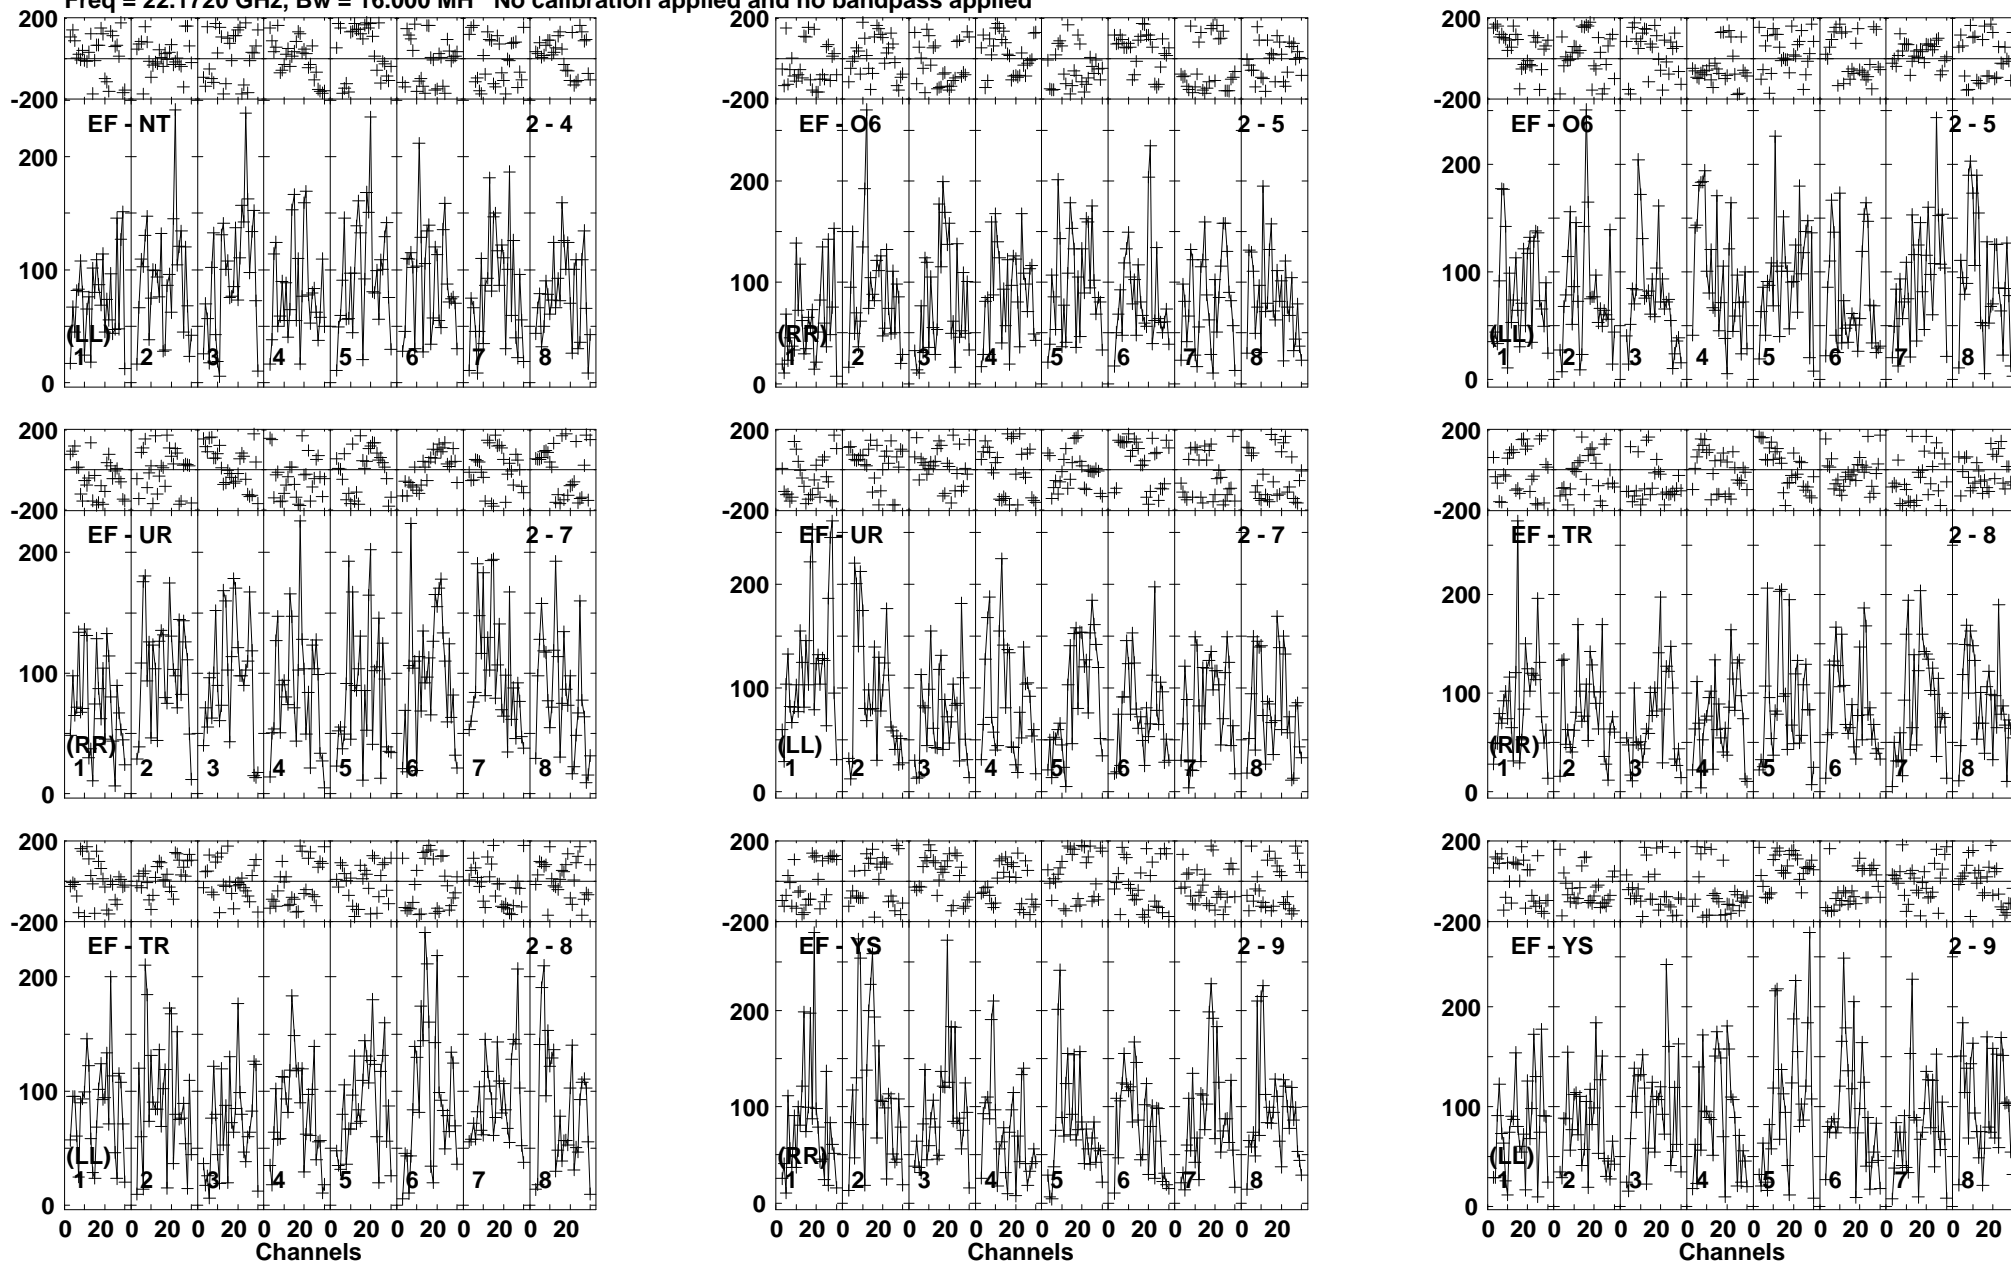 Freq = 22.1720 GHz, Bw = 16.000 MH No calibration applied and no bandpass applied
200 200 200
-200 -200 -200
EF - NT 2 - 4 EF - O6 2 - 5 EF - O6 2 - 5
200 200 200
100 100 100
(LL) (RR) (LL)
1 2 3 4 5 6 7 8 1 2 3 4 5 6 7 8 1 2 3 4 5 6 7 8
0 0 0
200 200 200
-200 -200 -200
EF - UR 2 - 7 EF - UR 2 - 7 EF - TR 2 - 8
200 200 200
100 100 100
(RR) (LL) (RR)
1 2 3 4 5 6 7 8 1 2 3 4 5 6 7 8 1 2 3 4 5 6 7 8
0 0 0
200 200 200
-200 -200 -200
EF - TR 2 - 8 EF - YS 2 - 9 EF - YS 2 - 9
200 200 200
100 100 100
(LL) (RR) (LL)
1 2 3 4 5 6 7 8 1 2 3 4 5 6 7 8 1 2 3 4 5 6 7 8
0 0 0
0 20 0 20 0 20 0 20 0 20 0 20 0 20 0 20 0 20 0 20 0 20 0 20 0 20 0 20 0 20 0 20 0 20 0 20 0 20 0 20 0 20 0 20 0 20 0 20
Channels Channels Channels